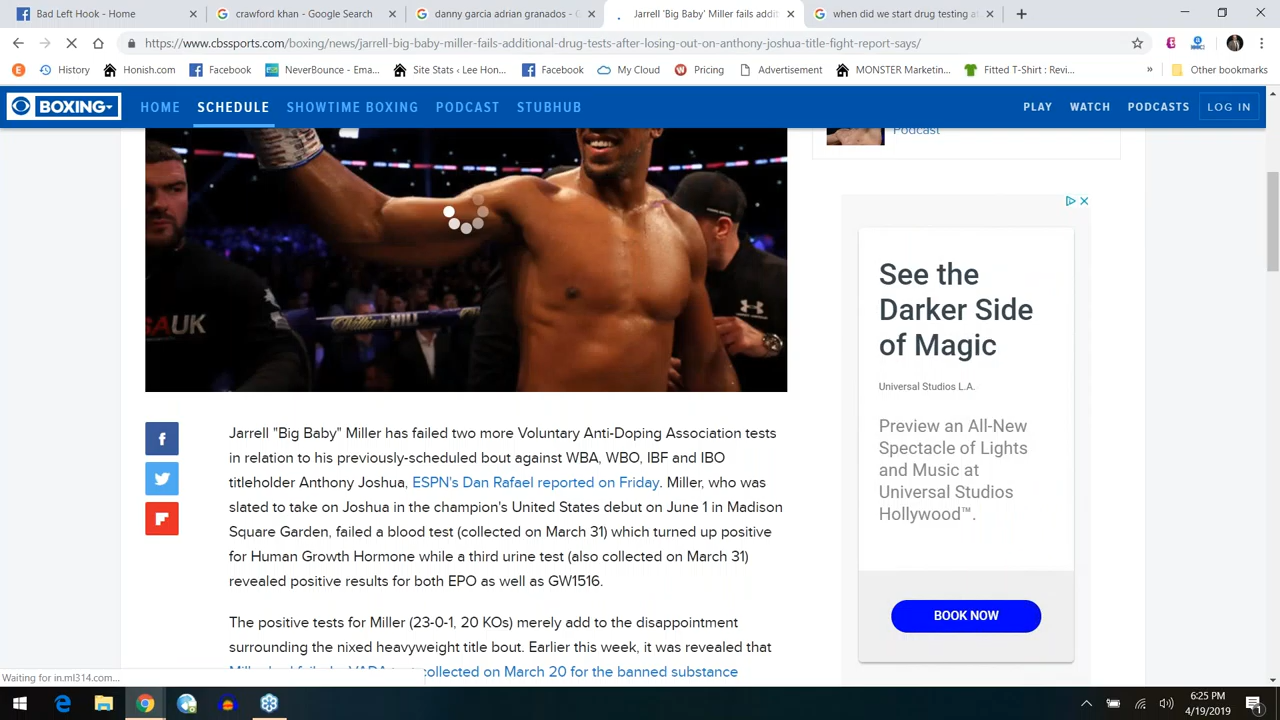 Bad Left Hook - Home
crawford khan - Google Search
danny garcia adrian granados - G
Jarrell 'Big Baby' Miller fails addit
when did we start drug testing at
https://www.cbssports.com/boxing/news/jarrell-big-baby-miller-fails-additional-drug-tests-after-losing-out-on-anthony-joshua-title-fight-report-says/
History
Honish.com
Facebook
NeverBounce - Ema...
Site Stats ‹ Lee Hon...
Facebook
My Cloud
Pricing
Advertisement
MONSTER Marketin...
Fitted T-Shirt : Revi...
»
Other bookmarks
BOXING
HOME
SCHEDULE
SHOWTIME BOXING
PODCAST
STUBHUB
PLAY
WATCH
PODCASTS
LOG IN
Podcast
See the
Darker Side
of Magic
Universal Studios L.A.
Preview an All-New
Spectacle of Lights
and Music at
Universal Studios
Hollywood™.
BOOK NOW
Jarrell "Big Baby" Miller has failed two more Voluntary Anti-Doping Association tests
in relation to his previously-scheduled bout against WBA, WBO, IBF and IBO
titleholder Anthony Joshua, ESPN's Dan Rafael reported on Friday. Miller, who was
slated to take on Joshua in the champion's United States debut on June 1 in Madison
Square Garden, failed a blood test (collected on March 31) which turned up positive
for Human Growth Hormone while a third urine test (also collected on March 31)
revealed positive results for both EPO as well as GW1516.
The positive tests for Miller (23-0-1, 20 KOs) merely add to the disappointment
surrounding the nixed heavyweight title bout. Earlier this week, it was revealed that
collected on March 20 for the banned substance
Waiting for in.ml314.com...
6:25 PM
4/19/2019